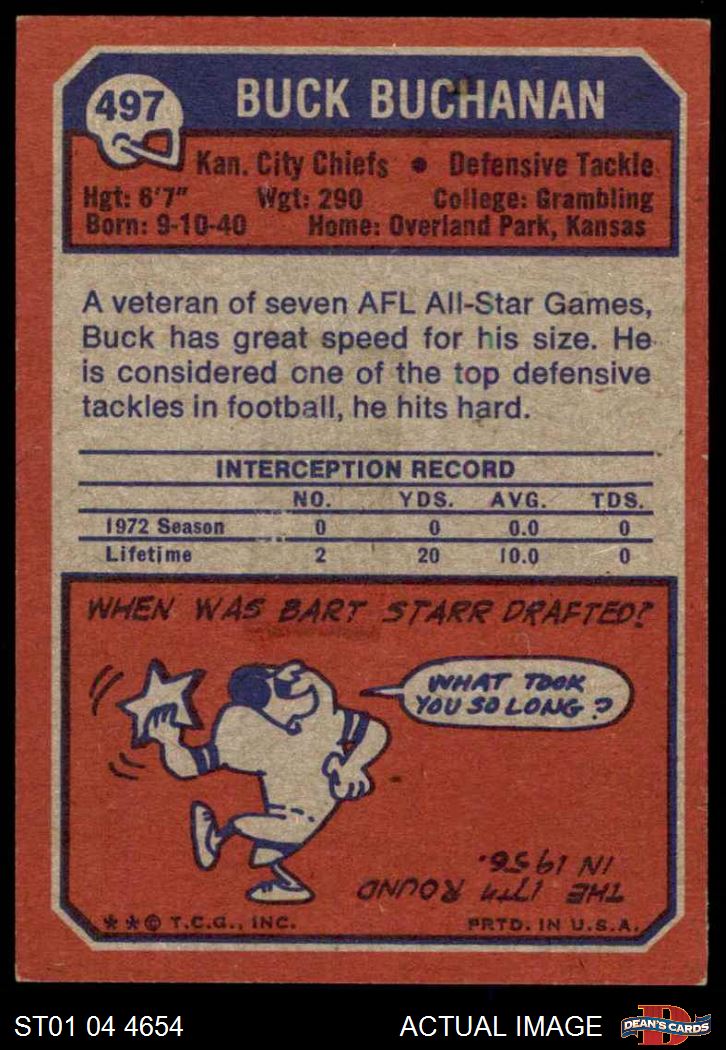 497
BUCK BUCHANAN
Kan. City Chiefs • Defensive Tackle
Hgt: 6'7" Wgt: 290 College: Grambling
Born: 9-10-40 Home: Overland Park, Kansas
A veteran of seven AFL All-Star Games,
Buck has great speed for his size. He
is considered one of the top defensive
tackles in football, he hits hard.
INTERCEPTION RECORD
NO. YDS. AVG. TDS.
1972 Season 0 0 0.0 0
Lifetime 2 20 10.0 0
WHEN WAS BART STARR DRAFTED?
WHAT TOOK
YOU SO LONG?
THE 17TH ROUND
IN 1956.
* * © T.C.G., INC. PRTD. IN U.S.A.
ST01 04 4654 ACTUAL IMAGE
D
DEAN'S CARDS